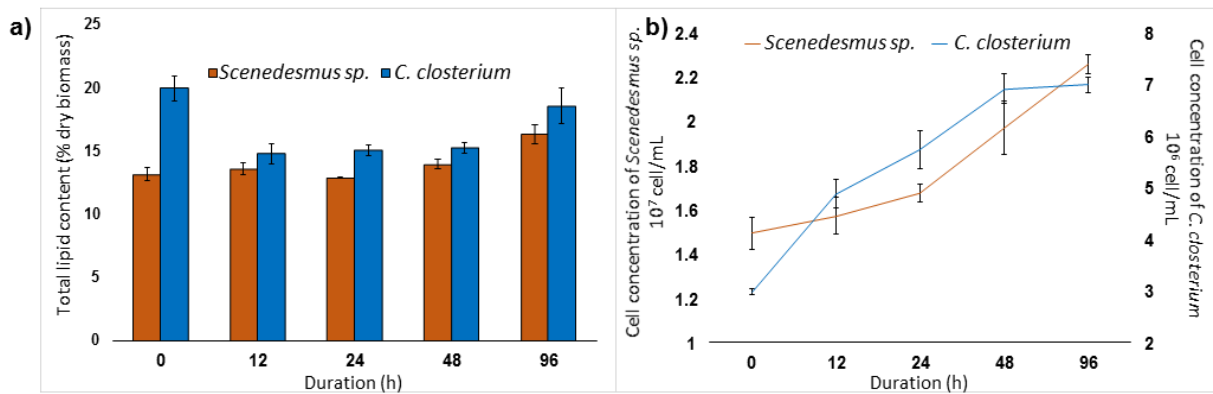 a)
Total lipid content (% dry biomass)
25
20
15
10
5
0
Scenedesmus sp.
C. closterium
0
12
24
48
96
Duration (h)
b)
Cell concentration of Scenedesmus sp.
10⁷ cell/mL
2.4
2.2
2
1.8
1.6
1.4
1.2
1
Scenedesmus sp.
C. closterium
8
7
6
5
4
3
2
Cell concentration of C. closterium
10⁶ cell/mL
0
12
24
48
96
Duration (h)